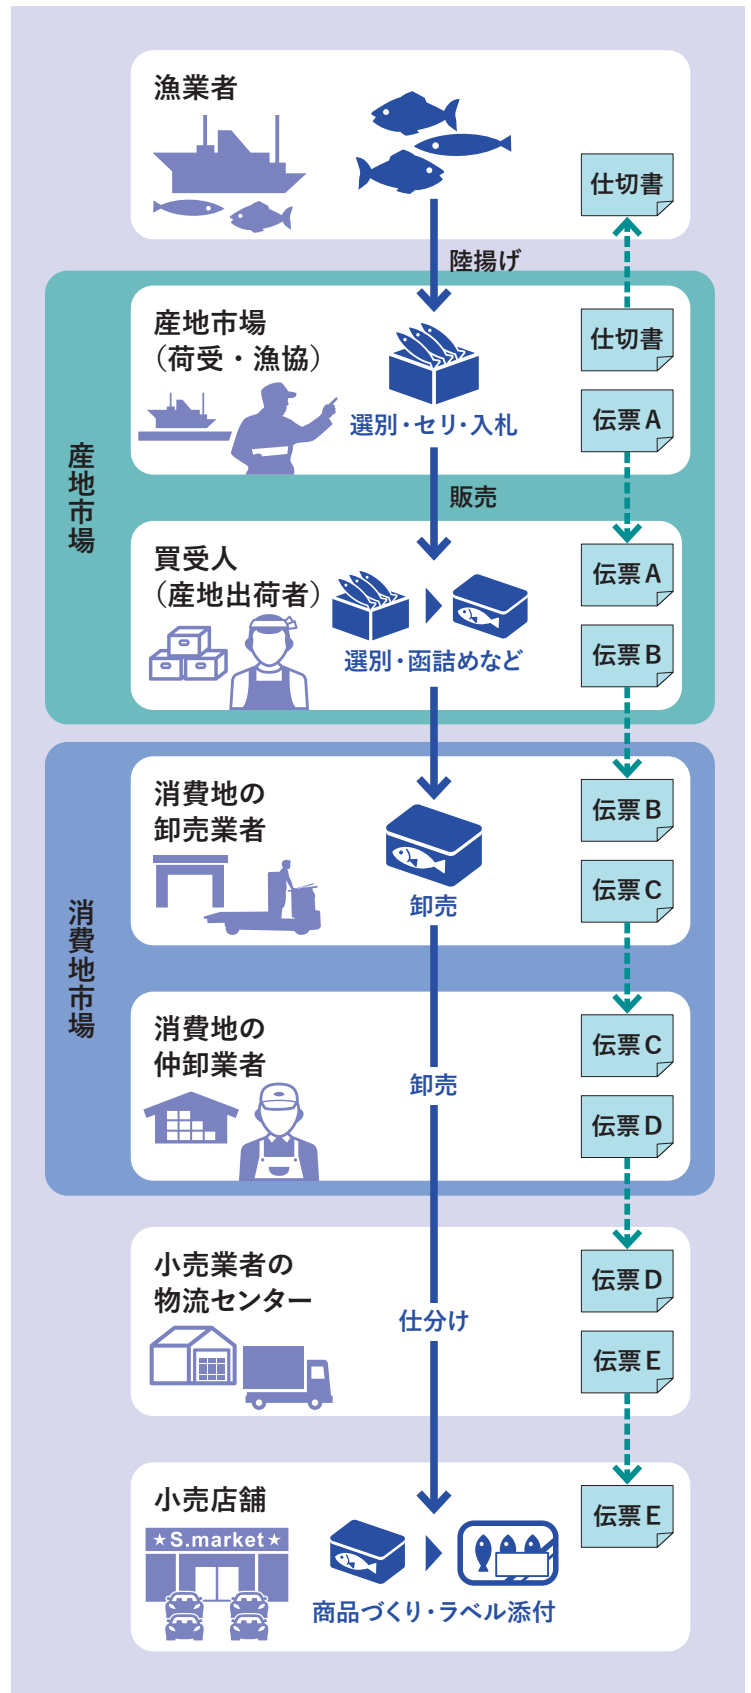 漁業者
仕切書
陸揚げ
産地市場
産地市場
（荷受・漁協）
仕切書
伝票A
選別・セリ・入札
販売
買受人
（産地出荷者）
伝票A
伝票B
選別・函詰めなど
消費地市場
消費地の
卸売業者
伝票B
伝票C
卸売
消費地の
仲卸業者
伝票C
伝票D
卸売
小売業者の
物流センター
伝票D
伝票E
仕分け
小売店舗
伝票E
★S.market★
商品づくり・ラベル添付